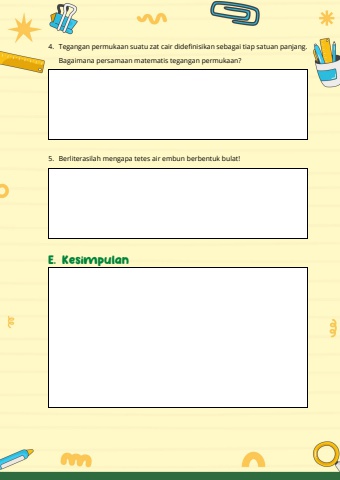 4. Tegangan permukaan suatu zat cair didefinisikan sebagai tiap satuan panjang.
Bagaimana persamaan matematis tegangan permukaan?
5. Berliterasilah mengapa tetes air embun berbentuk bulat!
E. Kesimpulan